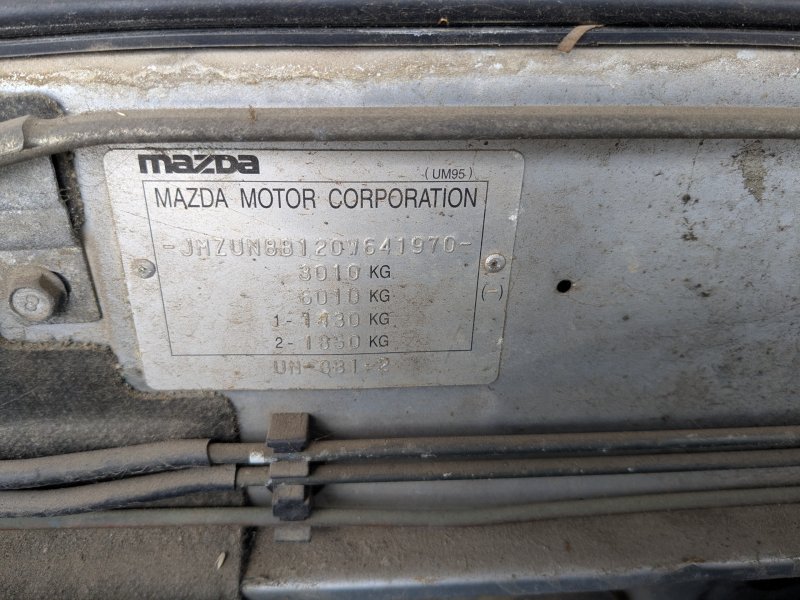 mazda
(UM95)
MAZDA MOTOR CORPORATION
-JMZUN8B120W641970-
3010 KG
6010 KG
(-)
1-1430 KG
2-1850 KG
UN-8B1-2